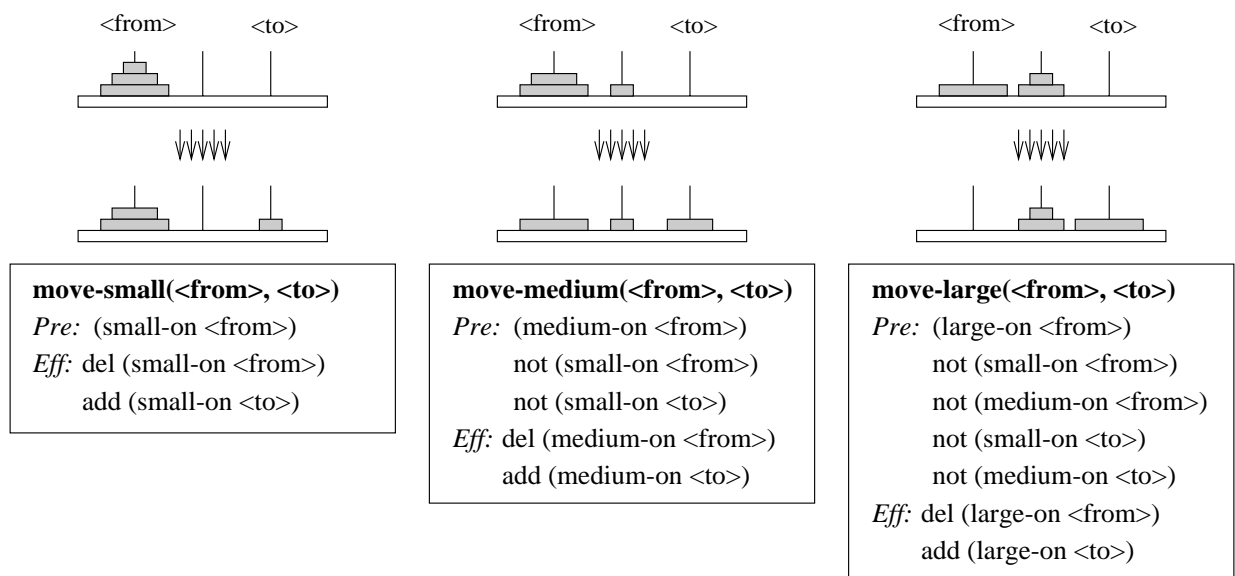 <from> <to>
<from> <to>
<from> <to>
move-small(<from>, <to>)
Pre: (small-on <from>)
Eff: del (small-on <from>)
add (small-on <to>)
move-medium(<from>, <to>)
Pre: (medium-on <from>)
not (small-on <from>)
not (small-on <to>)
Eff: del (medium-on <from>)
add (medium-on <to>)
move-large(<from>, <to>)
Pre: (large-on <from>)
not (small-on <from>)
not (medium-on <from>)
not (small-on <to>)
not (medium-on <to>)
Eff: del (large-on <from>)
add (large-on <to>)